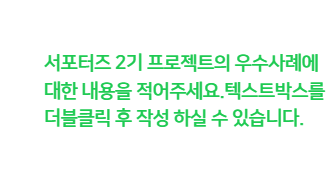 서포터즈 2기 프로젝트의 우수사례에
대한 내용을 적어주세요.텍스트박스를
더블클릭 후 작성 하실 수 있습니다.